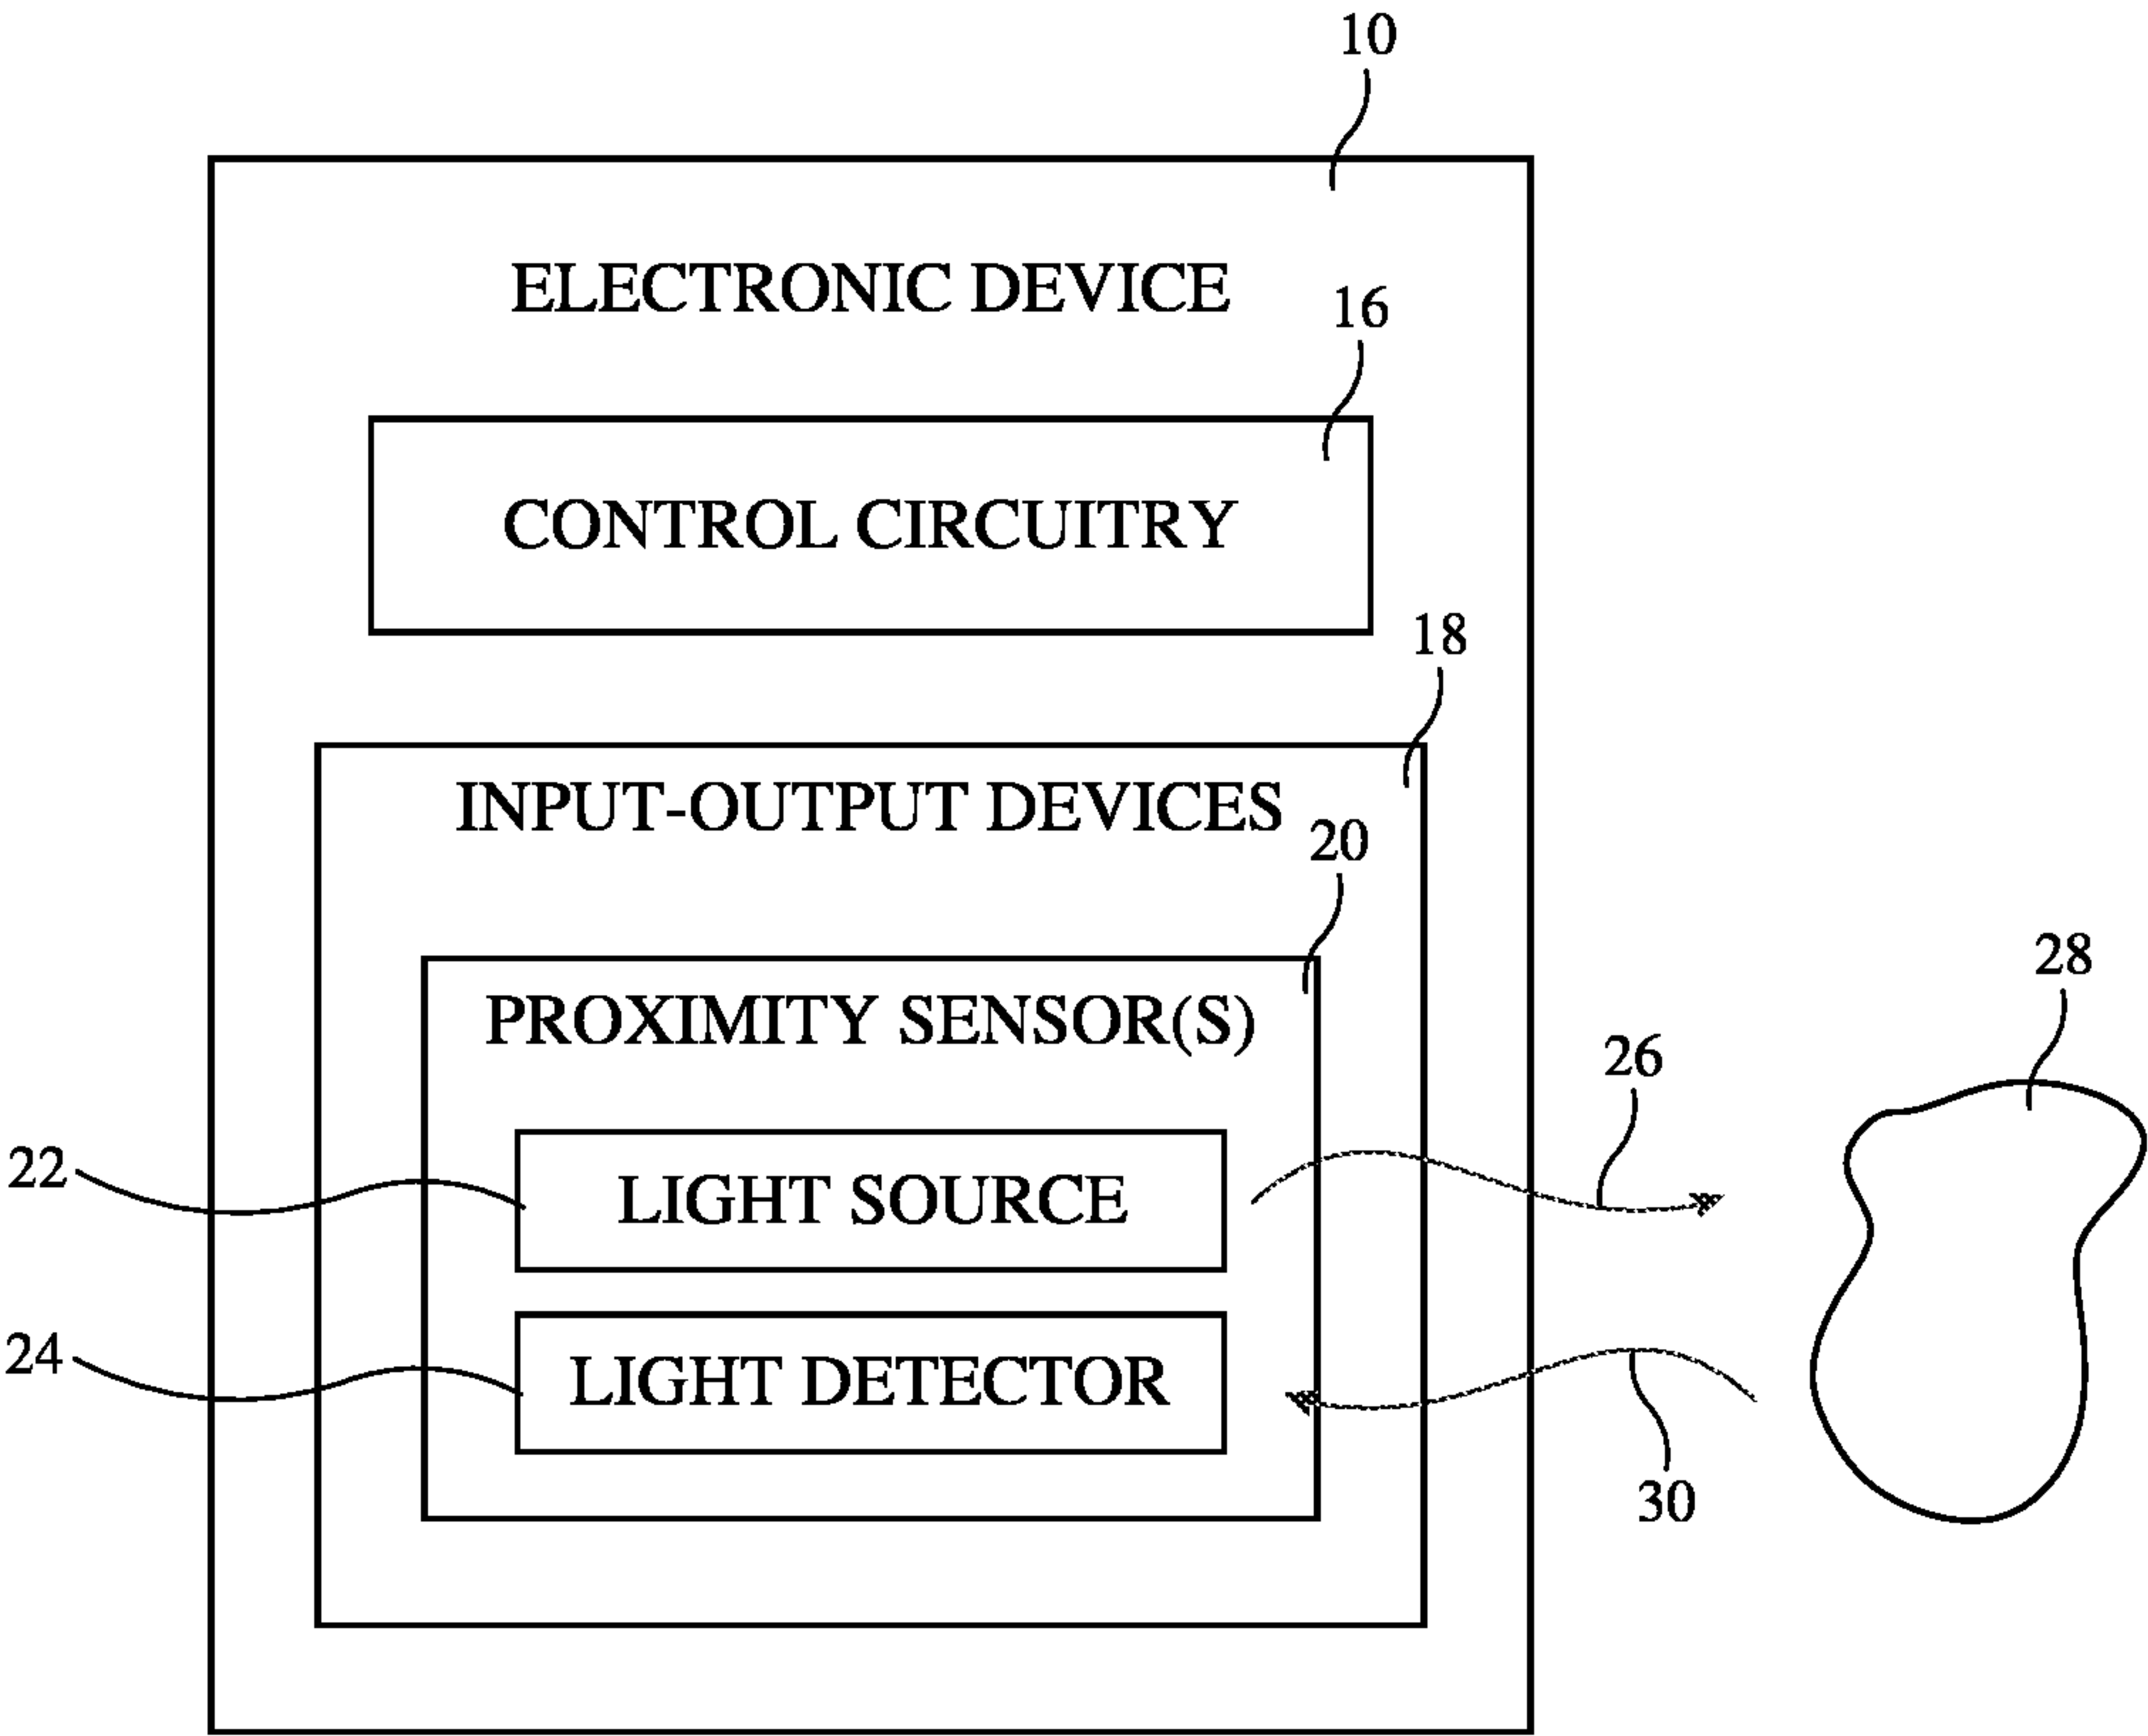 10
ELECTRONIC DEVICE
16
CONTROL CIRCUITRY
18
INPUT-OUTPUT DEVICES
20
PROXIMITY SENSOR(S)
28
26
22
LIGHT SOURCE
24
LIGHT DETECTOR
30